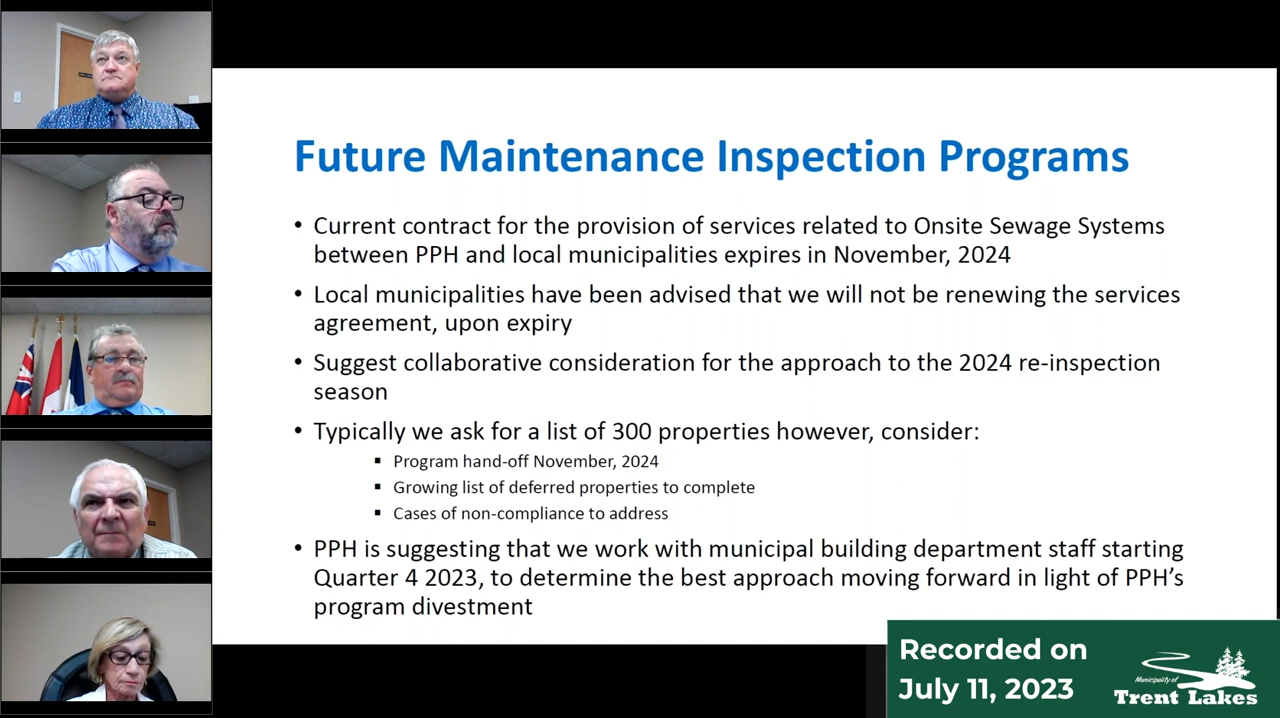 Future Maintenance Inspection Programs
• Current contract for the provision of services related to Onsite Sewage Systems
between PPH and local municipalities expires in November, 2024
• Local municipalities have been advised that we will not be renewing the services
agreement, upon expiry
• Suggest collaborative consideration for the approach to the 2024 re-inspection
season
• Typically we ask for a list of 300 properties however, consider:
▪ Program hand-off November, 2024
▪ Growing list of deferred properties to complete
▪ Cases of non-compliance to address
• PPH is suggesting that we work with municipal building department staff starting
Quarter 4 2023, to determine the best approach moving forward in light of PPH’s
program divestment
Recorded on
July 11, 2023
Municipality of
Trent Lakes